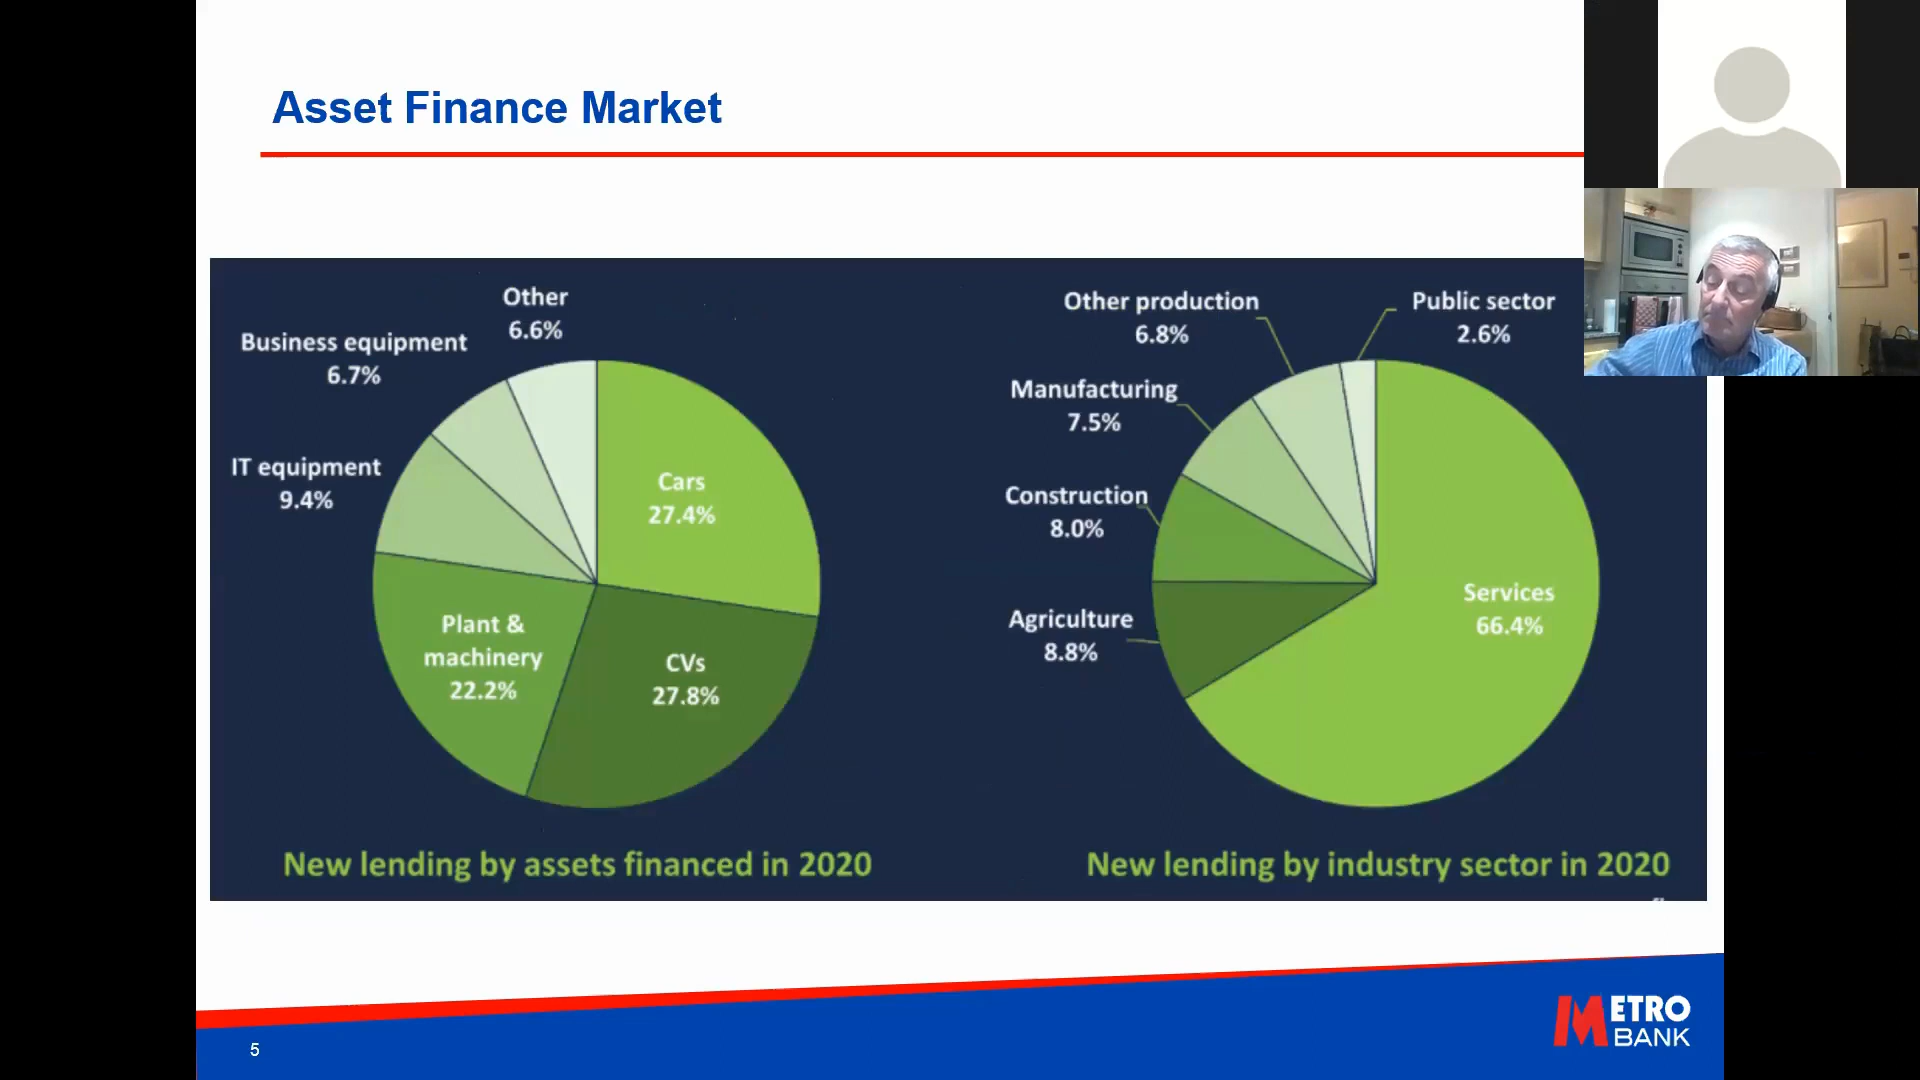 Asset Finance Market
Other
6.6%
Business equipment
6.7%
IT equipment
9.4%
Cars
27.4%
Plant &
machinery
22.2%
CVs
27.8%
New lending by assets financed in 2020
Other production
6.8%
Public sector
2.6%
Manufacturing
7.5%
Construction
8.0%
Agriculture
8.8%
Services
66.4%
New lending by industry sector in 2020
5
METRO
BANK